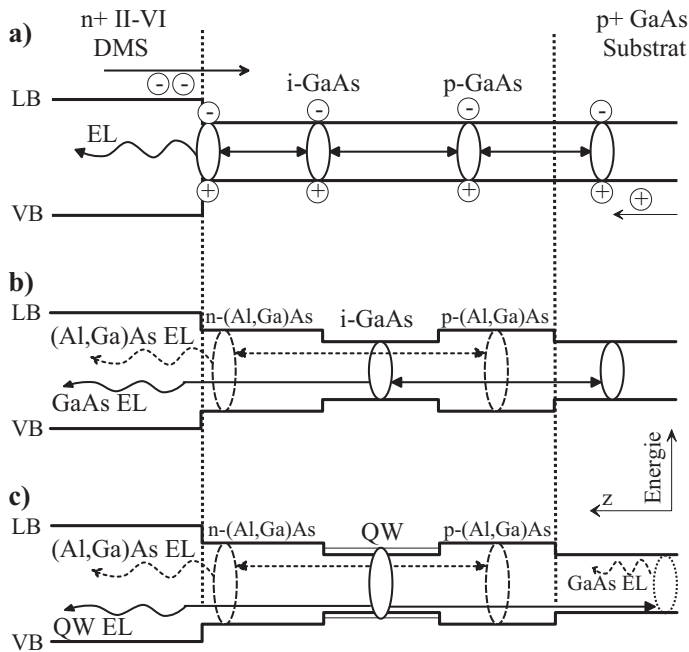 n+ II-VI
DMS
p+ GaAs
Substrat
a)
- -
i-GaAs
p-GaAs
LB
- - - -
EL
+ + + + +
VB
b)
LB
n-(Al,Ga)As
i-GaAs
p-(Al,Ga)As
(Al,Ga)As EL
GaAs EL
VB
z
Energie
c)
LB
n-(Al,Ga)As
QW
p-(Al,Ga)As
(Al,Ga)As EL
GaAs EL
QW EL
VB